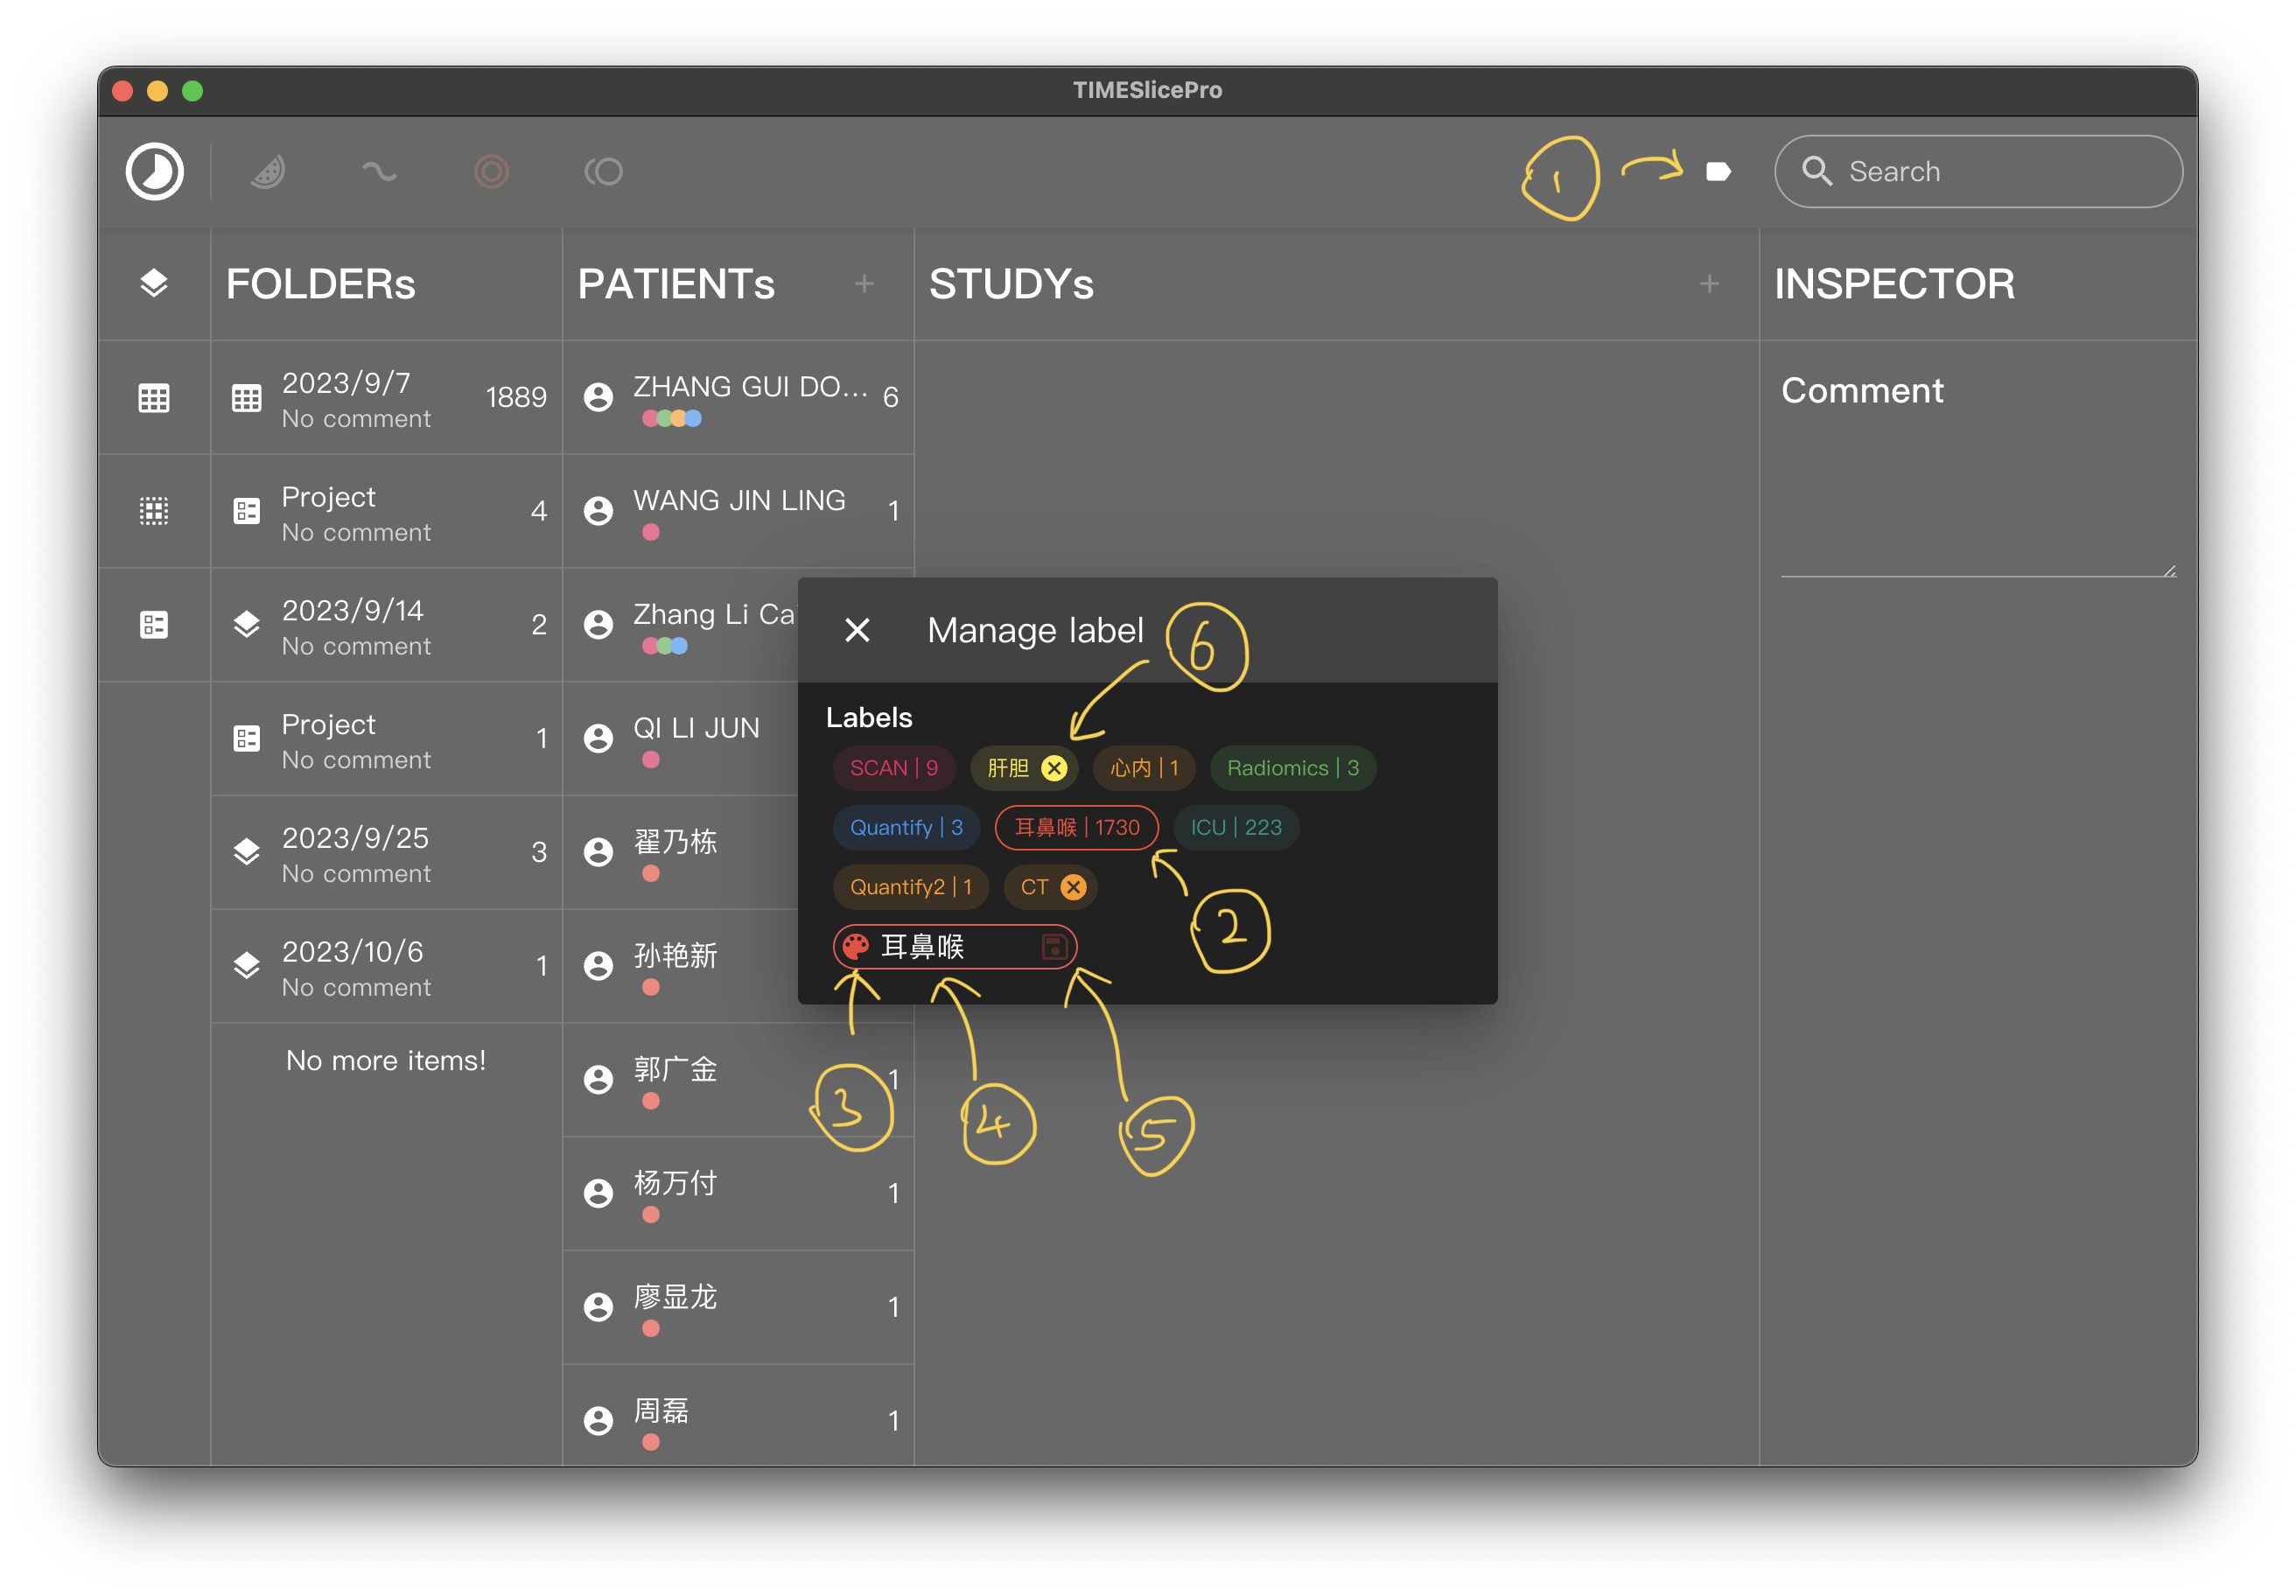 TIMESlicePro
1
Search
FOLDERs
PATIENTs +
STUDYs +
INSPECTOR
2023/9/7 1889
No comment
Project 4
No comment
2023/9/14 2
No comment
Project 1
No comment
2023/9/25 3
No comment
2023/10/6 1
No comment
No more items!
ZHANG GUI DO... 6
WANG JIN LING 1
Zhang Li Ca
QI LI JUN
翟乃栋
孙艳新
郭广金 1
杨万付 1
廖显龙 1
周磊 1
Comment
Manage label
6
Labels
SCAN | 9 肝胆 心内 | 1 Radiomics | 3
Quantify | 3 耳鼻喉 | 1730 ICU | 223
Quantify2 | 1 CT
2
耳鼻喉
3
4
5